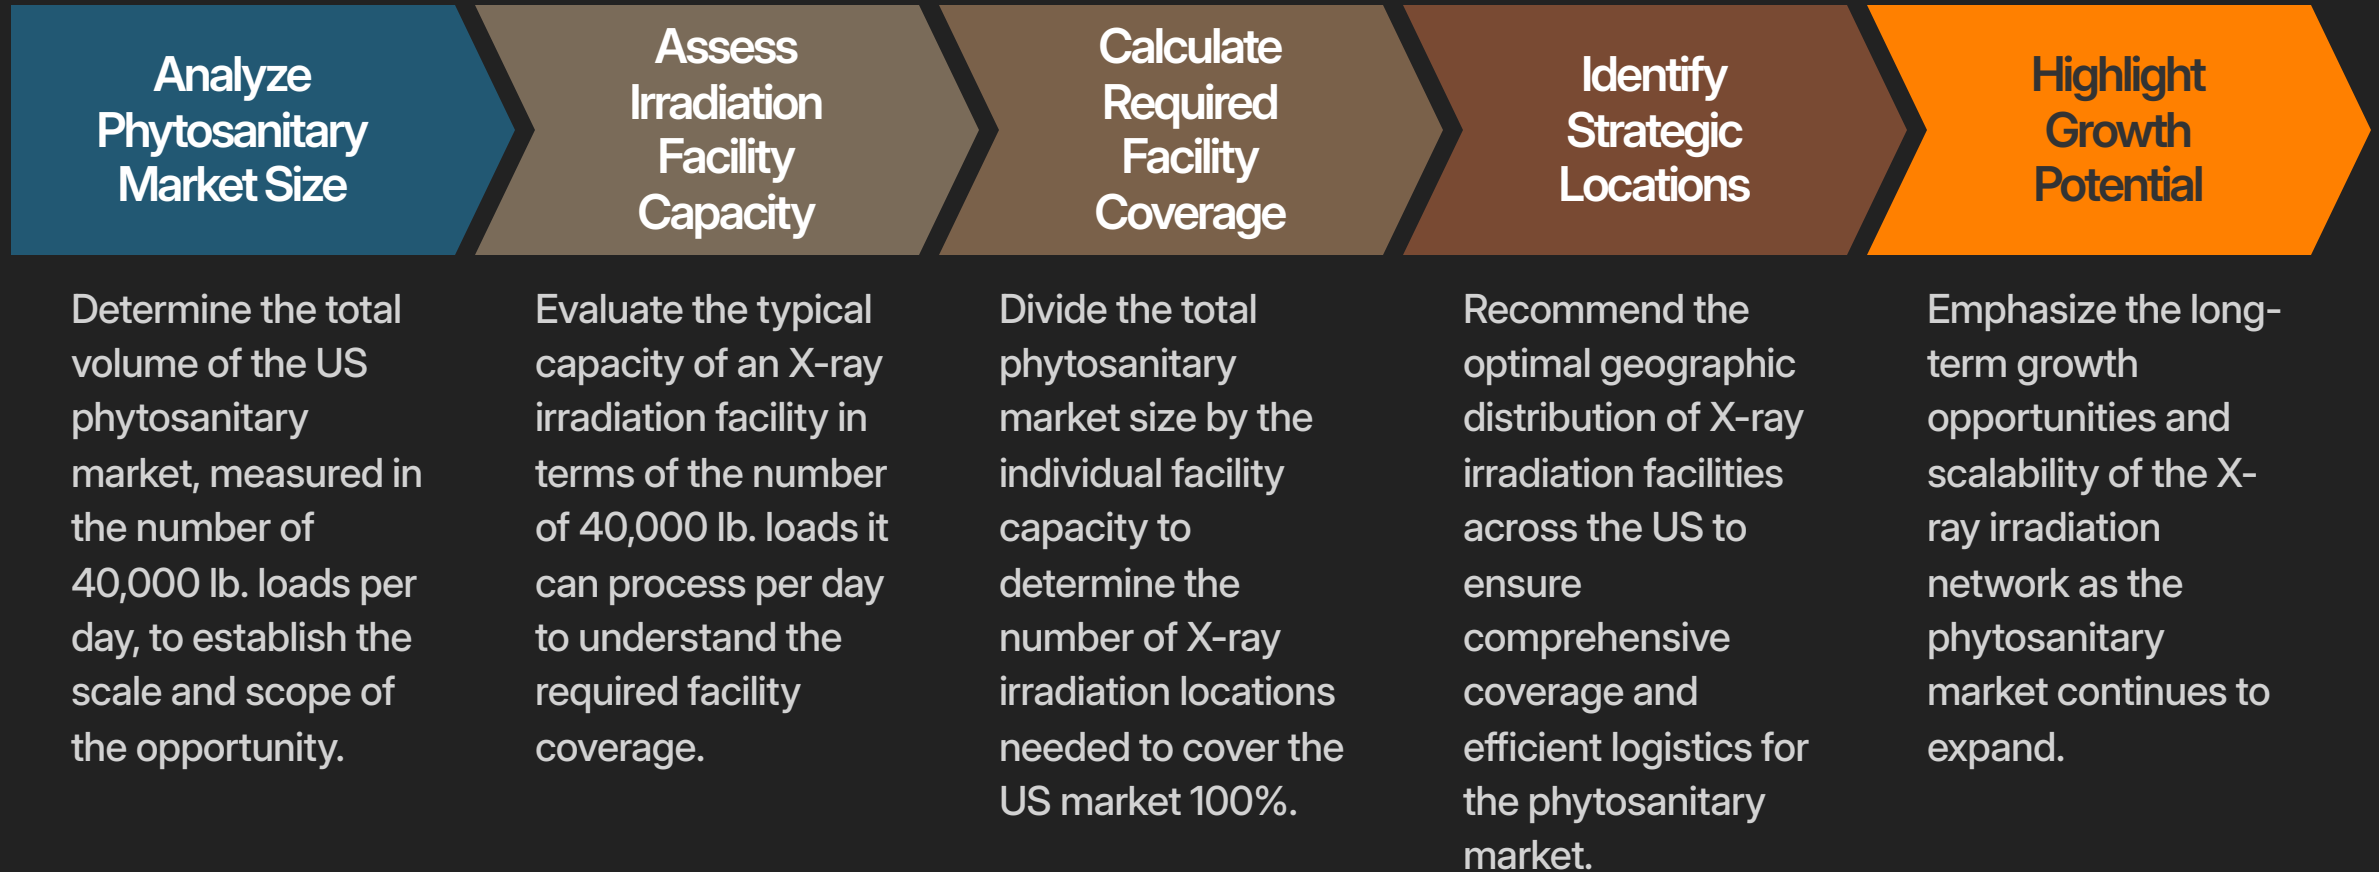 Analyze
Phytosanitary
Market Size
Assess
Irradiation
Facility
Capacity
Calculate
Required
Facility
Coverage
Identify
Strategic
Locations
Highlight
Growth
Potential
Determine the total
volume of the US
phytosanitary
market, measured in
the number of
40,000 lb. loads per
day, to establish the
scale and scope of
the opportunity.
Evaluate the typical
capacity of an X-ray
irradiation facility in
terms of the number
of 40,000 lb. loads it
can process per day
to understand the
required facility
coverage.
Divide the total
phytosanitary
market size by the
individual facility
capacity to
determine the
number of X-ray
irradiation locations
needed to cover the
US market 100%.
Recommend the
optimal geographic
distribution of X-ray
irradiation facilities
across the US to
ensure
comprehensive
coverage and
efficient logistics for
the phytosanitary
market.
Emphasize the long-
term growth
opportunities and
scalability of the X-
ray irradiation
network as the
phytosanitary
market continues to
expand.